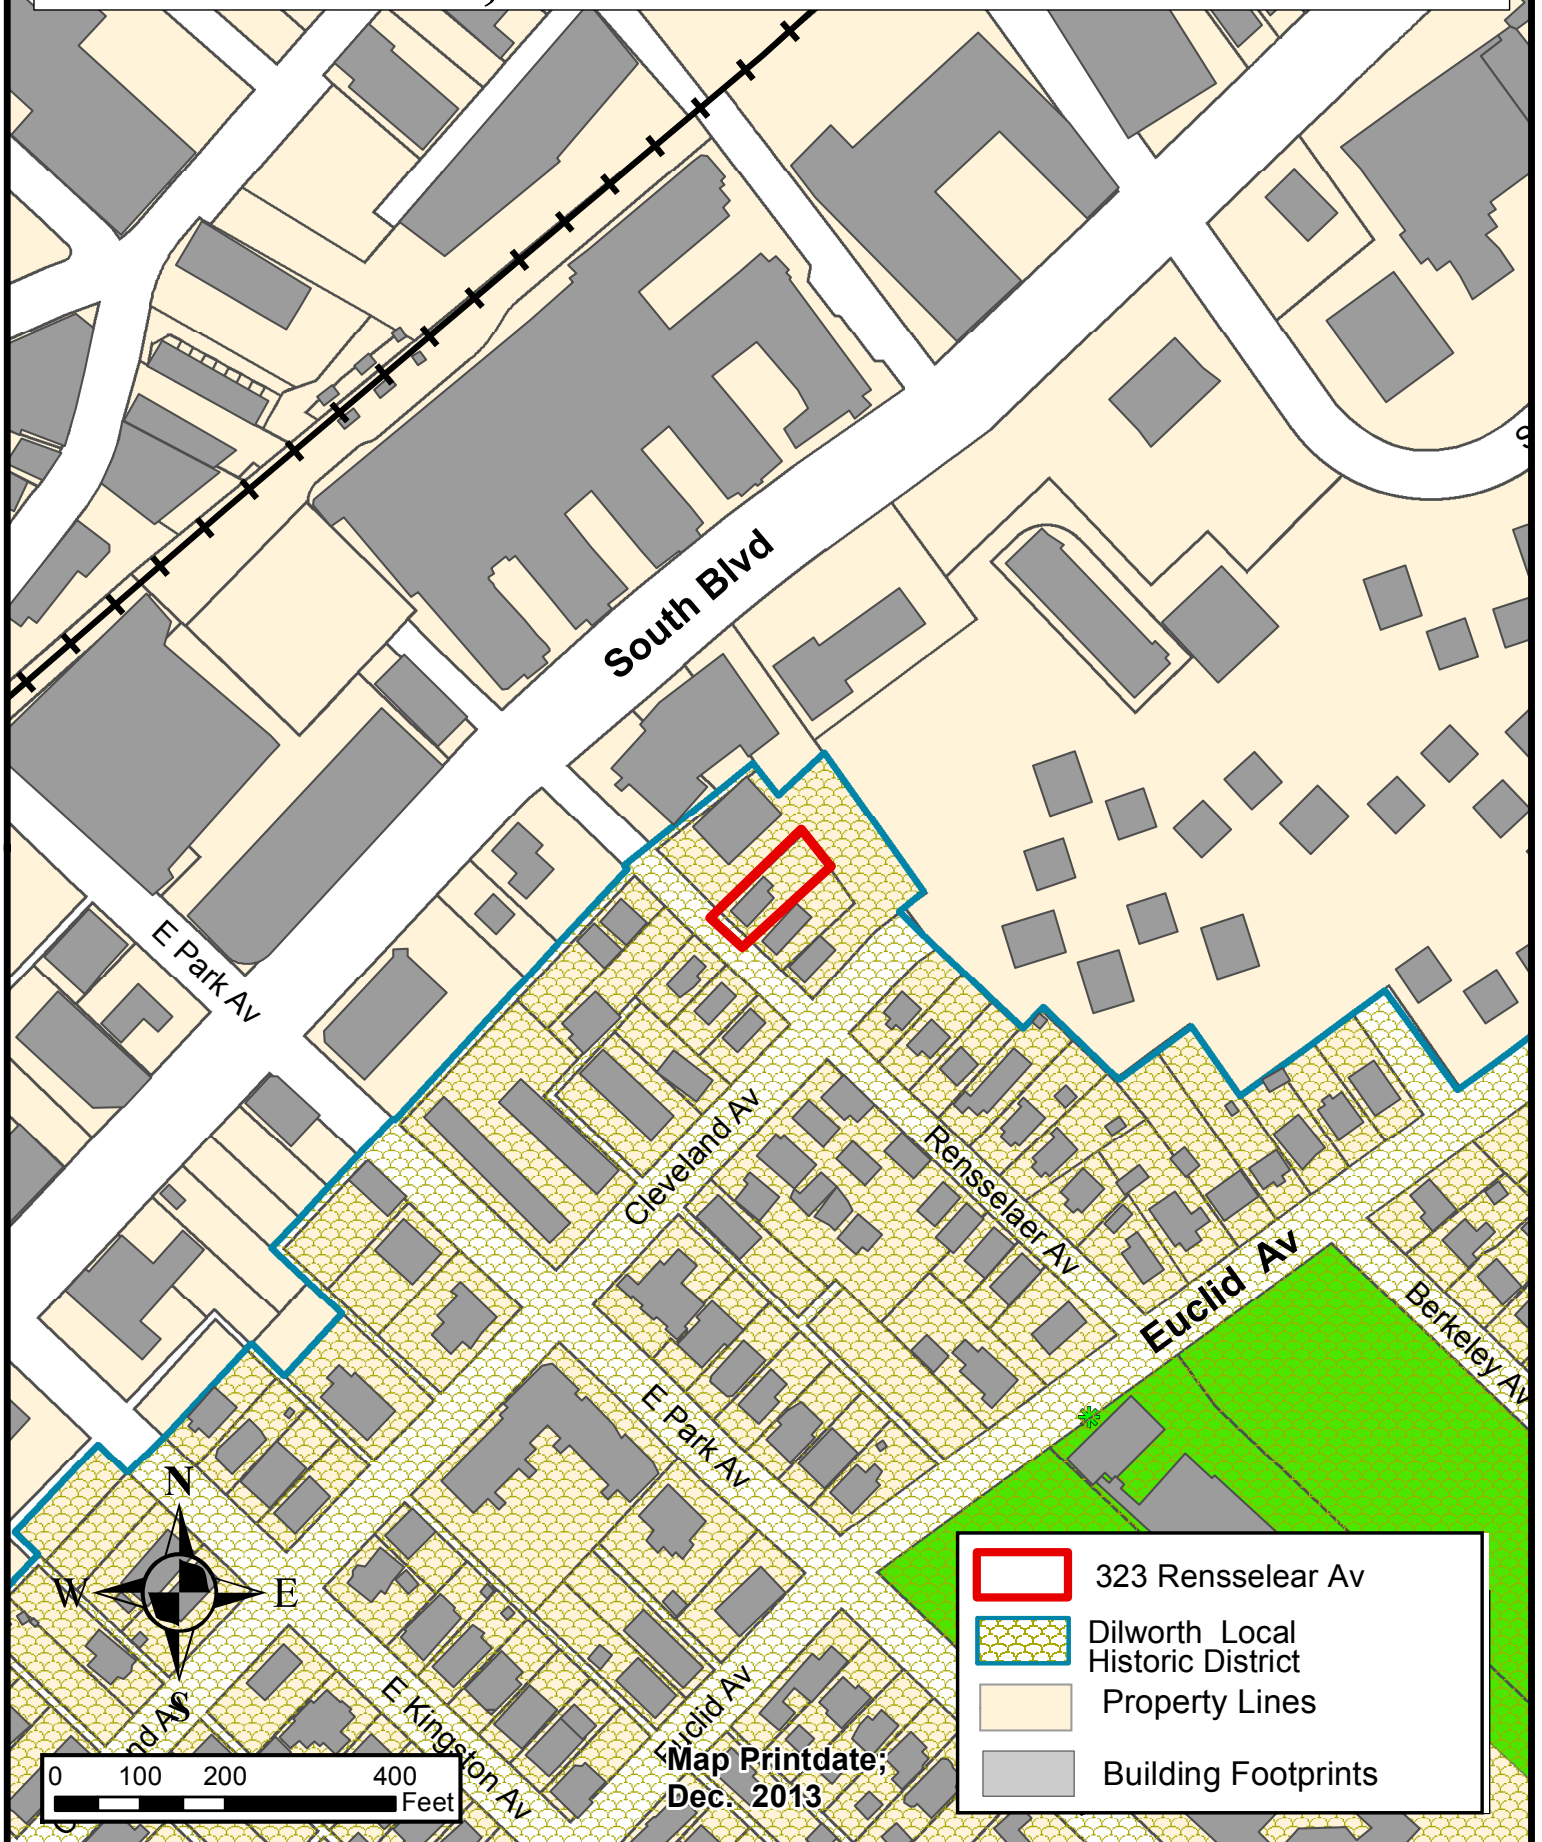 S
South Blvd
E Park Av
Cleveland Av
Rensselaer Av
Euclid Av
Berkeley Av
E Park Av
N
W
E
S
E Kingston Av
Euclid Av
nd Av
323 Rensselear Av
Dilworth Local
Historic District
Property Lines
Building Footprints
Map Printdate;
Dec. 2013
0 100 200 400
Feet